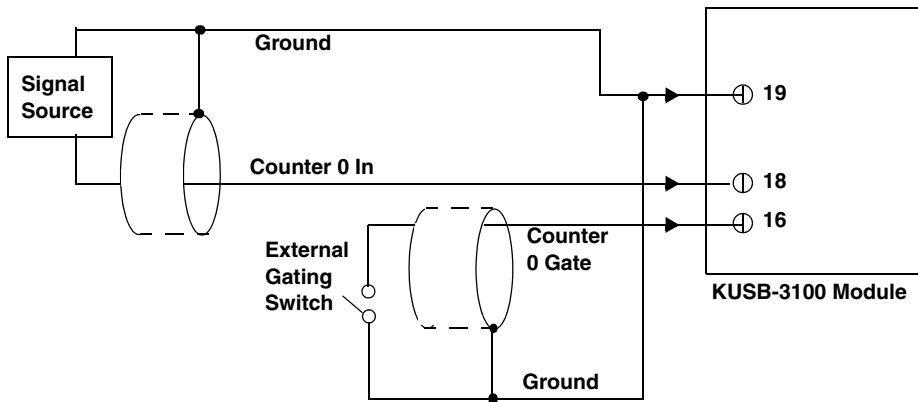 Ground
Signal
Source
19
Counter 0 In
18
16
Counter
0 Gate
External
Gating
Switch
KUSB-3100 Module
Ground